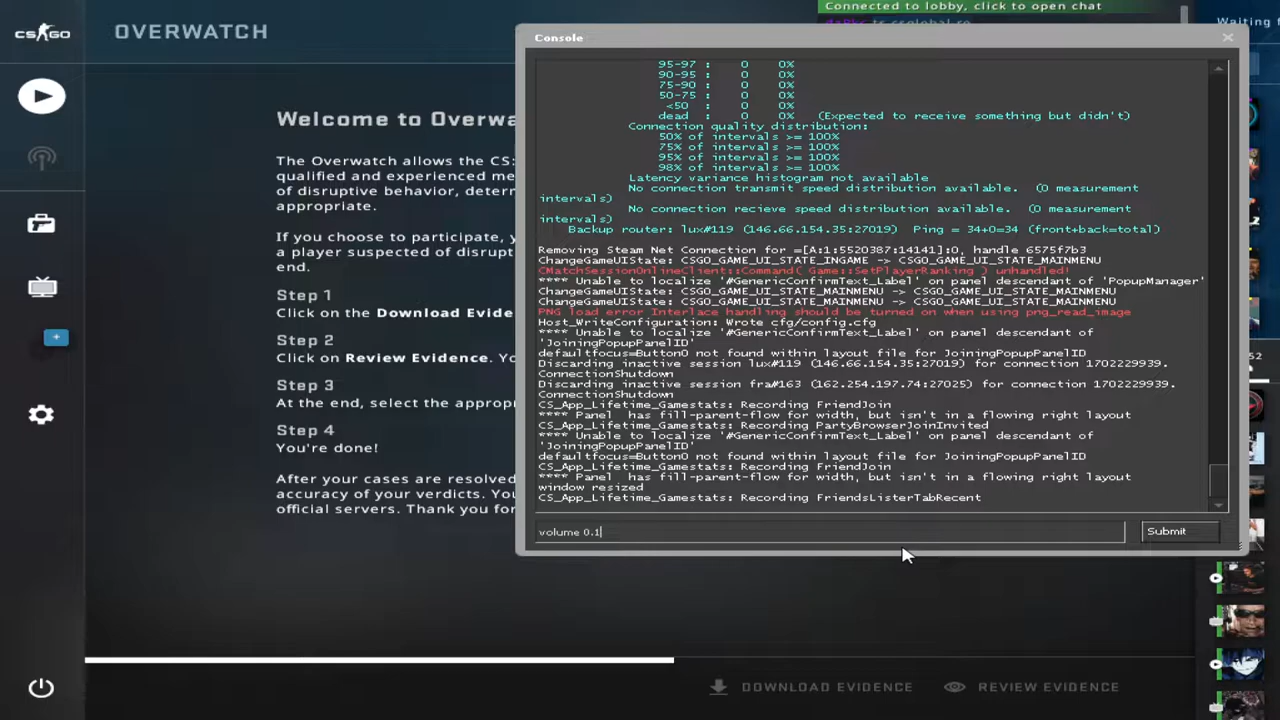 CS:GO
OVERWATCH
Connected to lobby, click to open chat
Waiting f
Console
95-97 : 0 0%
90-95 : 0 0%
75-90 : 0 0%
50-75 : 0 0%
<50 : 0 0%
dead : 0 0% (Expected to receive something but didn't)
Connection quality distribution:
50% of intervals >= 100%
75% of intervals >= 100%
95% of intervals >= 100%
98% of intervals >= 100%
Latency variance histogram not available
No connection transmit speed distribution available. (0 measurement
intervals)
No connection recieve speed distribution available. (0 measurement
intervals)
Backup router: lux#119 (146.66.154.35:27019) Ping = 34+0=34 (front+back=total)
Removing Steam Net Connection for =[A:1:5520387:14141]:0, handle 6575f7b3
ChangeGameUIState: CSGO_GAME_UI_STATE_INGAME -> CSGO_GAME_UI_STATE_MAINMENU
CMatchSessionOnlineClient::Command( Game::SetPlayerRanking ) unhandled!
**** Unable to localize '#GenericConfirmText_Label' on panel descendant of 'PopupManager'
ChangeGameUIState: CSGO_GAME_UI_STATE_MAINMENU -> CSGO_GAME_UI_STATE_MAINMENU
ChangeGameUIState: CSGO_GAME_UI_STATE_MAINMENU -> CSGO_GAME_UI_STATE_MAINMENU
PNG load error Interlace handling should be turned on when using png_read_image
Host_WriteConfiguration: Wrote cfg/config.cfg
**** Unable to localize '#GenericConfirmText_Label' on panel descendant of
'JoiningPopupPanelID'
defaultfocus=Button0 not found within layout file for JoiningPopupPanelID
Discarding inactive session lux#119 (146.66.154.35:27019) for connection 1702229939.
ConnectionShutdown
Discarding inactive session fra#163 (162.254.197.74:27025) for connection 1702229939.
ConnectionShutdown
CS_App_Lifetime_Gamestats: Recording FriendJoin
**** Panel has fill-parent-flow for width, but isn't in a flowing right layout
CS_App_Lifetime_Gamestats: Recording PartyBrowserJoinInvited
**** Unable to localize '#GenericConfirmText_Label' on panel descendant of
'JoiningPopupPanelID'
defaultfocus=Button0 not found within layout file for JoiningPopupPanelID
CS_App_Lifetime_Gamestats: Recording FriendJoin
**** Panel has fill-parent-flow for width, but isn't in a flowing right layout
window resized
CS_App_Lifetime_Gamestats: Recording FriendsListerTabRecent
volume 0.1
Submit
Welcome to Overwa
The Overwatch allows the CS:
qualified and experienced me
of disruptive behavior, detern
appropriate.
If you choose to participate, y
a player suspected of disrupt
end.
Step 1
Click on the Download Evide
Step 2
Click on Review Evidence. Yo
Step 3
At the end, select the approp
Step 4
You're done!
After your cases are resolved
accuracy of your verdicts. You
official servers. Thank you for
DOWNLOAD EVIDENCE
REVIEW EVIDENCE